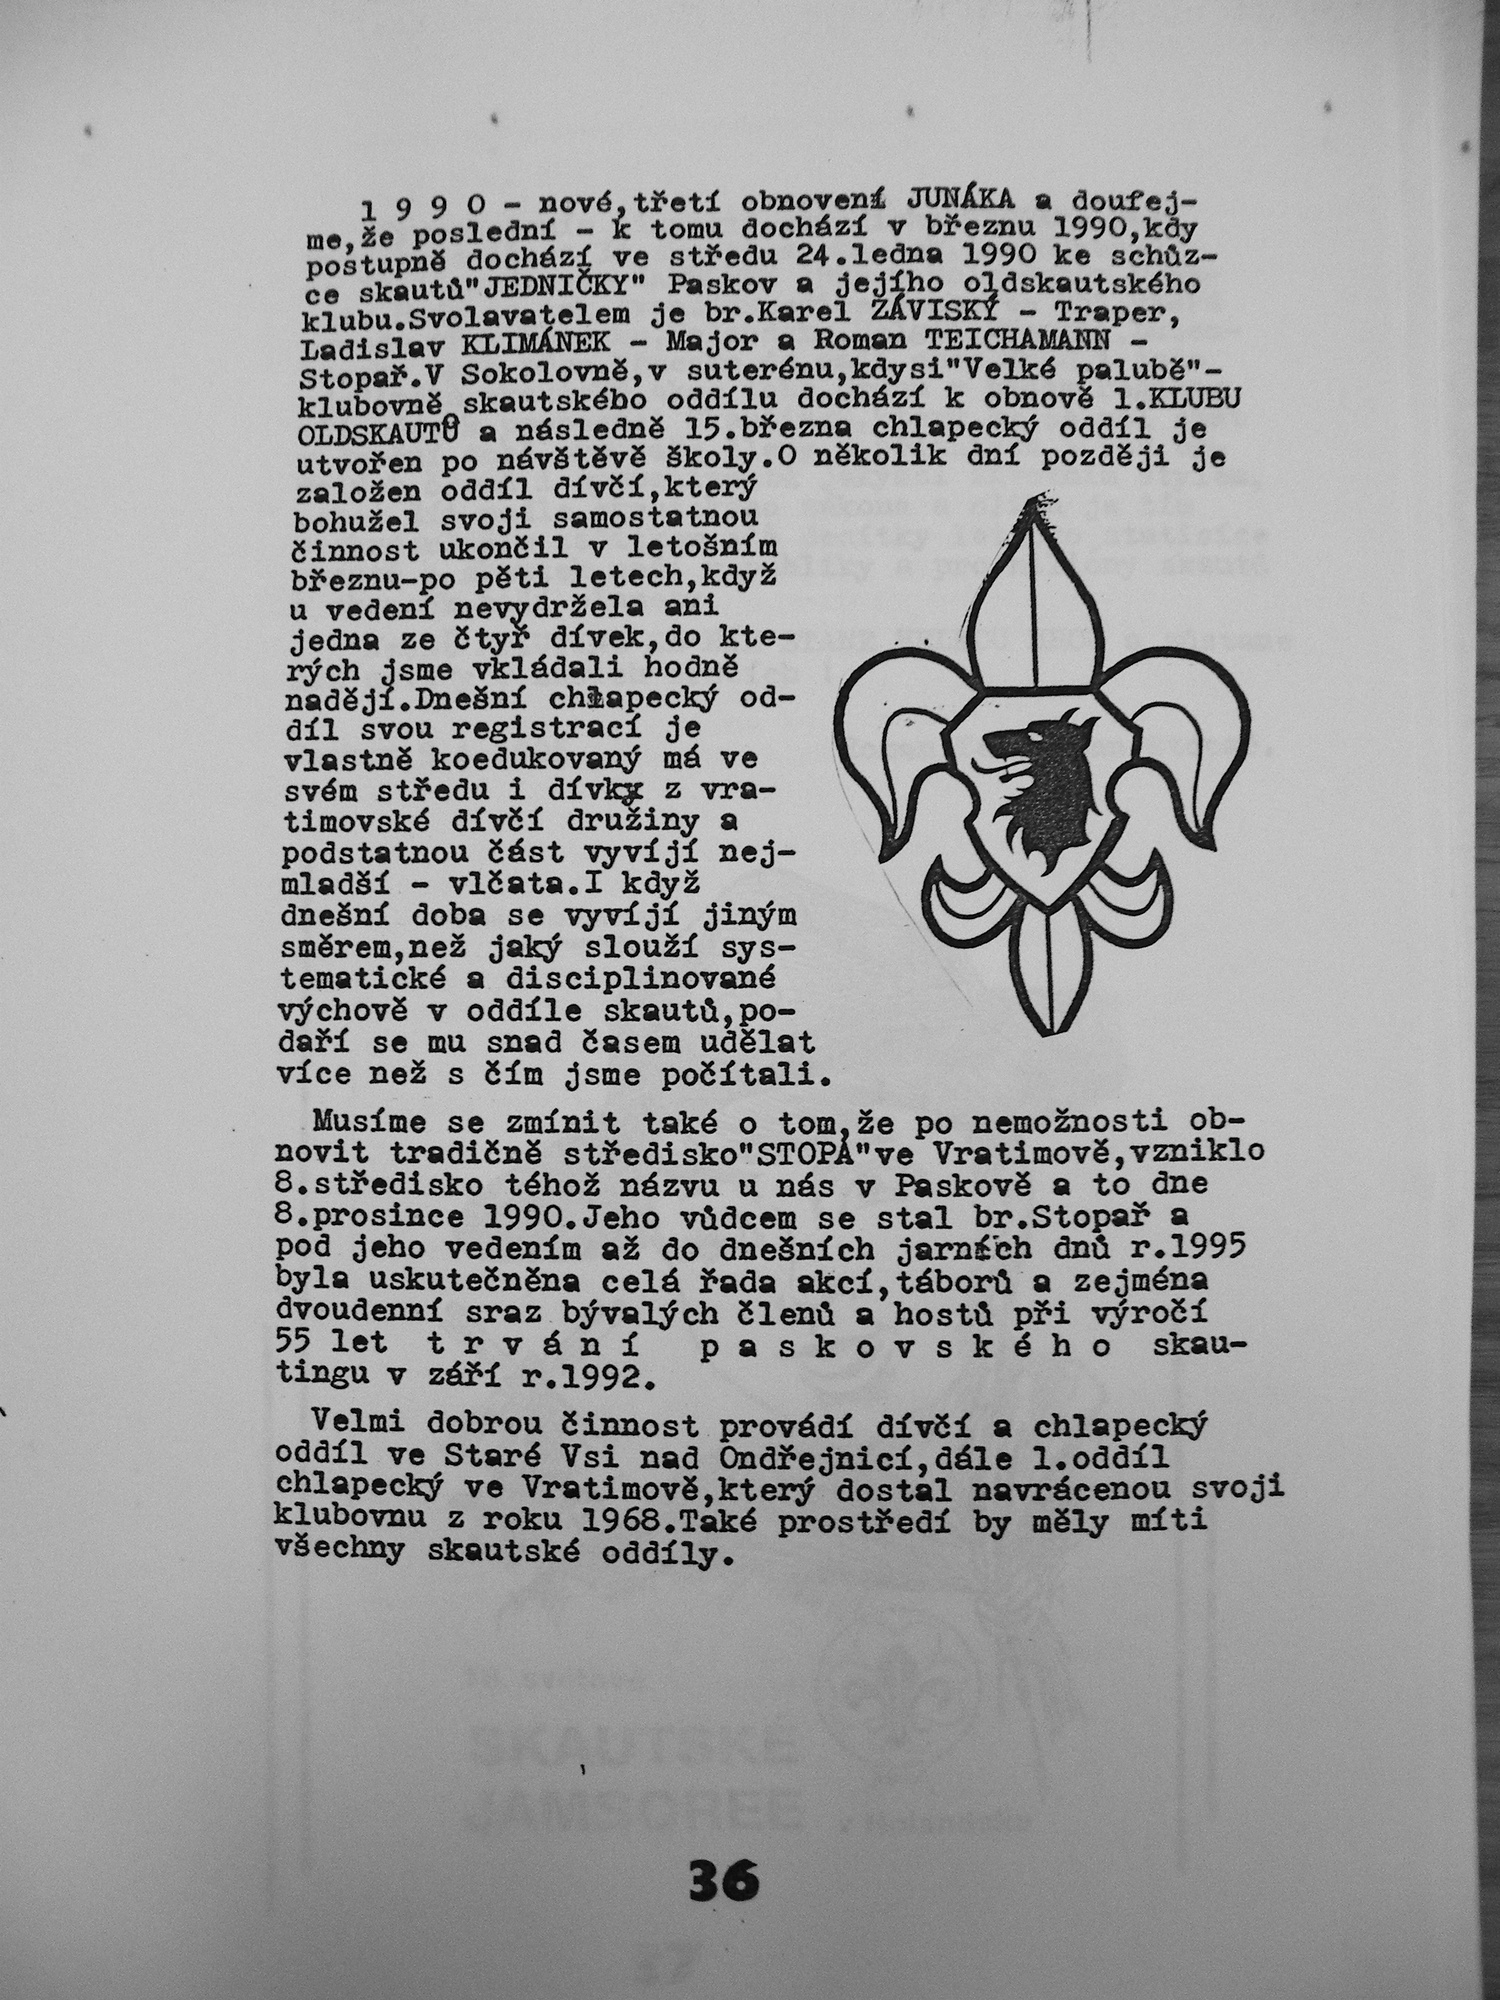 1 9 9 0 - nové,třetí obnovení JUNÁKA a doufej-
me,že poslední - k tomu dochází v březnu 1990,kdy
postupně dochází ve středu 24.ledna 1990 ke schůz-
ce skautů"JEDNIČKY" Paskov a jejího oldskautského
klubu.Svolavatelem je br.Karel ZÁVISKÝ - Traper,
Ladislav KLIMÁNEK - Major a Roman TEICHAMANN -
Stopař.V Sokolovně,v suterénu,kdysi"Velké palubě"-
klubovně skautského oddílu dochází k obnově 1.KLUBU
OLDSKAUTŮ a následně 15.března chlapecký oddíl je
utvořen po návštěvě školy.O několik dní později je
založen oddíl dívčí,který
bohužel svoji samostatnou
činnost ukončil v letošním
březnu-po pěti letech,když
u vedení nevydržela ani
jedna ze čtyř dívek,do kte-
rých jsme vkládali hodně
nadějí.Dnešní chlapecký od-
díl svou registrací je
vlastně koedukovaný má ve
svém středu i dívky z vra-
timovské dívčí družiny a
podstatnou část vyvíjí nej-
mladší - vlčata.I když
dnešní doba se vyvíjí jiným
směrem,než jaký slouží sys-
tematické a disciplinované
výchově v oddíle skautů,po-
daří se mu snad časem udělat
více než s čím jsme počítali.
Musíme se zmínit také o tom,že po nemožnosti ob-
novit tradičně středisko"STOPA"ve Vratimově,vzniklo
8.středisko téhož názvu u nás v Paskově a to dne
8.prosince 1990.Jeho vůdcem se stal br.Stopař a
pod jeho vedením až do dnešních jarních dnů r.1995
byla uskutečněna celá řada akcí,táborů a zejména
dvoudenní sraz bývalých členů a hostů při výročí
55 let t r v á n í p a s k o v s k é h o skau-
tingu v září r.1992.
Velmi dobrou činnost provádí dívčí a chlapecký
oddíl ve Staré Vsi nad Ondřejnicí,dále 1.oddíl
chlapecký ve Vratimově,který dostal navrácenou svoji
klubovnu z roku 1968.Také prostředí by měly míti
všechny skautské oddíly.
SKAUTSKÉ
JAMBOREE
36